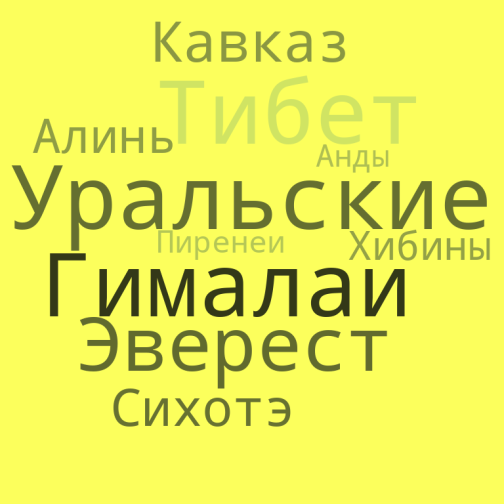 Кавказ
Тибет
Алинь
Анды
Уральские
Пиренеи
Хибины
Гималаи
Эверест
Сихотэ